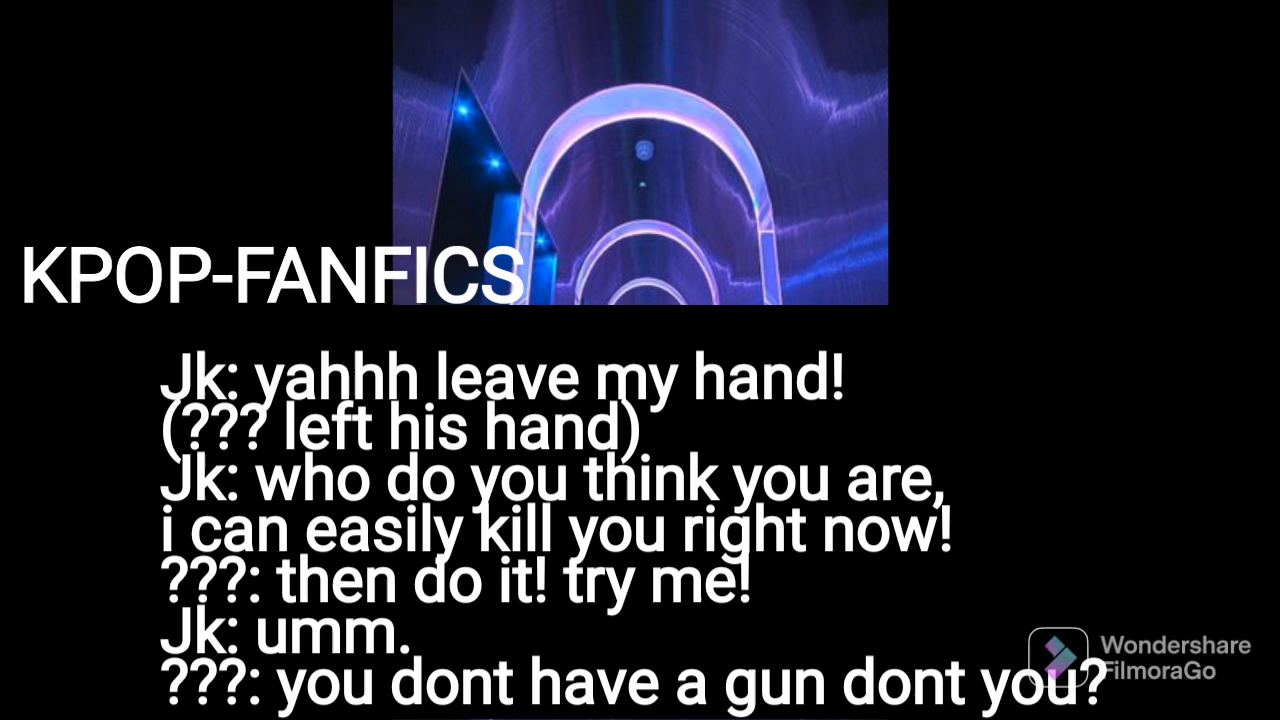 KPOP-FANFICS
Jk: yahhh leave my hand!
(??? left his hand)
Jk: who do you think you are,
i can easily kill you right now!
???: then do it! try me!
Jk: umm.
???: you dont have a gun dont you?
Wondershare
FilmoraGo